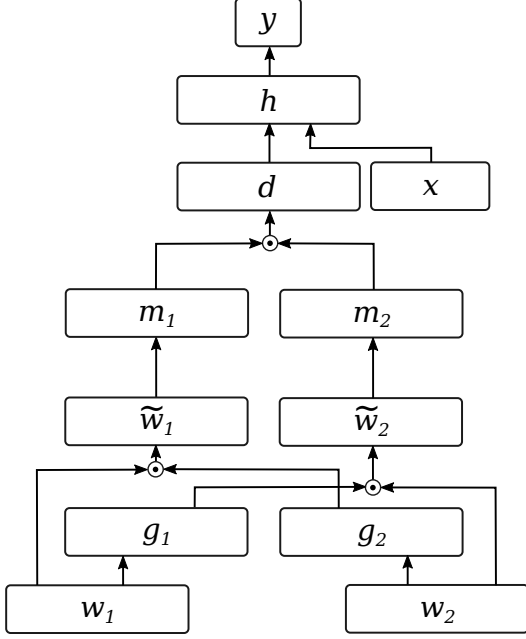 y
h
d x
m₁ m₂
w̃₁ w̃₂
g₁ g₂
w₁ w₂